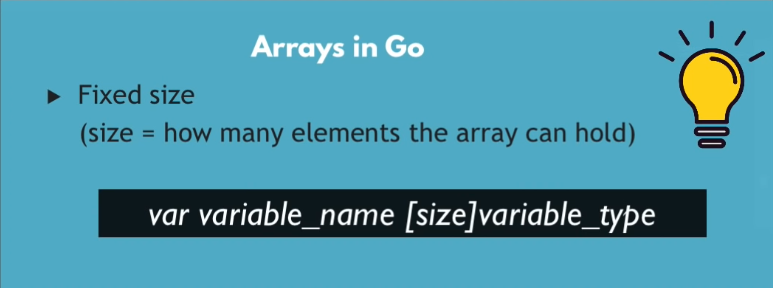 Arrays in Go
▶ Fixed size
(size = how many elements the array can hold)
var variable_name [size]variable_type